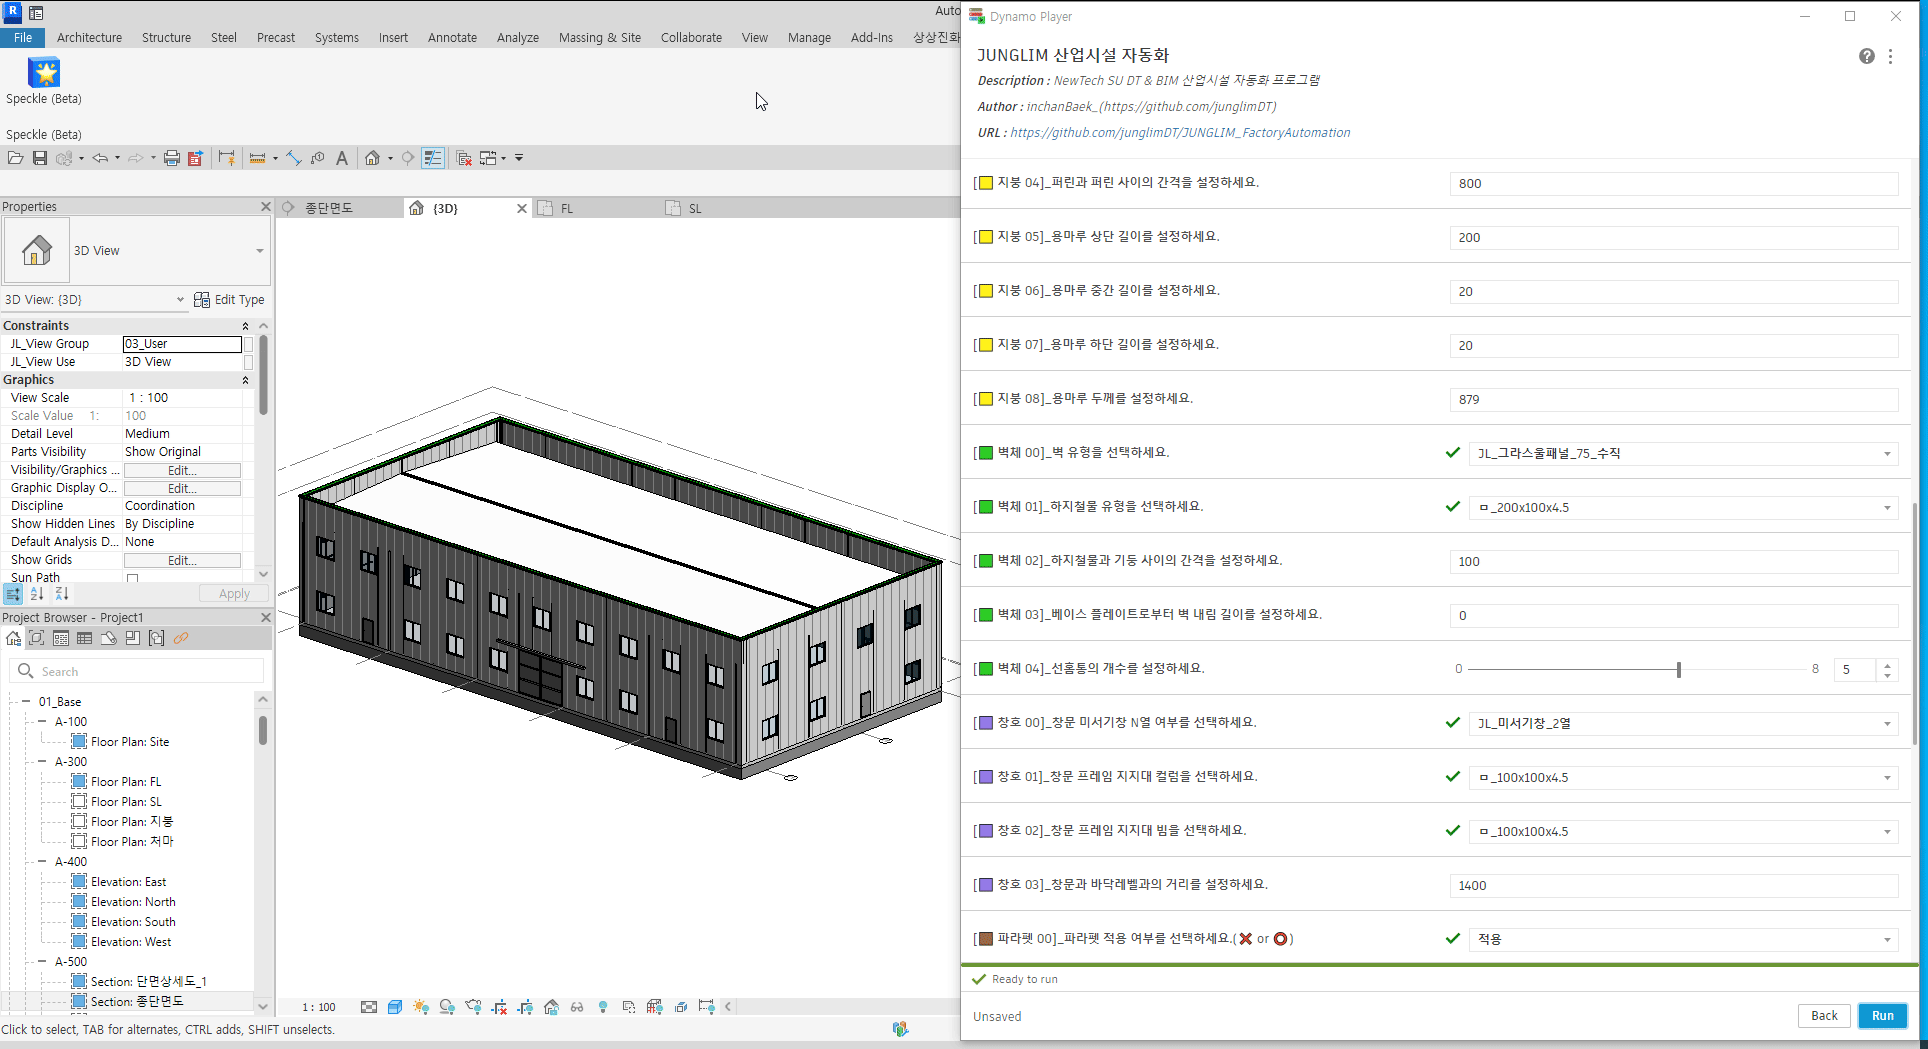 R
Auto
File Architecture Structure Steel Precast Systems Insert Annotate Analyze Massing & Site Collaborate View Manage Add-Ins 상상진화
Speckle (Beta)
Speckle (Beta)
Properties
3D View
3D View: {3D}
Edit Type
Constraints
JL_View Group 03_User
JL_View Use 3D View
Graphics
View Scale 1 : 100
Scale Value 1: 100
Detail Level Medium
Parts Visibility Show Original
Visibility/Graphics ... Edit...
Graphic Display O... Edit...
Discipline Coordination
Show Hidden Lines By Discipline
Default Analysis D... None
Show Grids Edit...
Sun Path
Apply
Project Browser - Project1
Search
01_Base
A-100
Floor Plan: Site
A-300
Floor Plan: FL
Floor Plan: SL
Floor Plan: 지붕
Floor Plan: 처마
A-400
Elevation: East
Elevation: North
Elevation: South
Elevation: West
A-500
Section: 단면상세도_1
Section: 종단면도
종단면도
{3D}
FL
SL
1 : 100
Click to select, TAB for alternates, CTRL adds, SHIFT unselects.
Dynamo Player
JUNGLIM 산업시설 자동화
Description : NewTech SU DT & BIM 산업시설 자동화 프로그램
Author : inchanBaek_(https://github.com/junglimDT)
URL : https://github.com/junglimDT/JUNGLIM_FactoryAutomation
[🟨 지붕 04]_퍼린과 퍼린 사이의 간격을 설정하세요. 800
[🟨 지붕 05]_용마루 상단 길이를 설정하세요. 200
[🟨 지붕 06]_용마루 중간 길이를 설정하세요. 20
[🟨 지붕 07]_용마루 하단 길이를 설정하세요. 20
[🟨 지붕 08]_용마루 두께를 설정하세요. 879
[🟩 벽체 00]_벽 유형을 선택하세요. JL_그라스울패널_75_수직
[🟩 벽체 01]_하지철물 유형을 선택하세요. ㅁ_200x100x4.5
[🟩 벽체 02]_하지철물과 기둥 사이의 간격을 설정하세요. 100
[🟩 벽체 03]_베이스 플레이트로부터 벽 내림 길이를 설정하세요. 0
[🟩 벽체 04]_선홈통의 개수를 설정하세요. 0 8 5
[🟪 창호 00]_창문 미서기창 N열 여부를 선택하세요. JL_미서기창_2열
[🟪 창호 01]_창문 프레임 지지대 컬럼을 선택하세요. ㅁ_100x100x4.5
[🟪 창호 02]_창문 프레임 지지대 빔을 선택하세요. ㅁ_100x100x4.5
[🟪 창호 03]_창문과 바닥레벨과의 거리를 설정하세요. 1400
[🟫 파라펫 00]_파라펫 적용 여부를 선택하세요.(❌ or ⭕) 적용
Ready to run
Unsaved
Back
Run